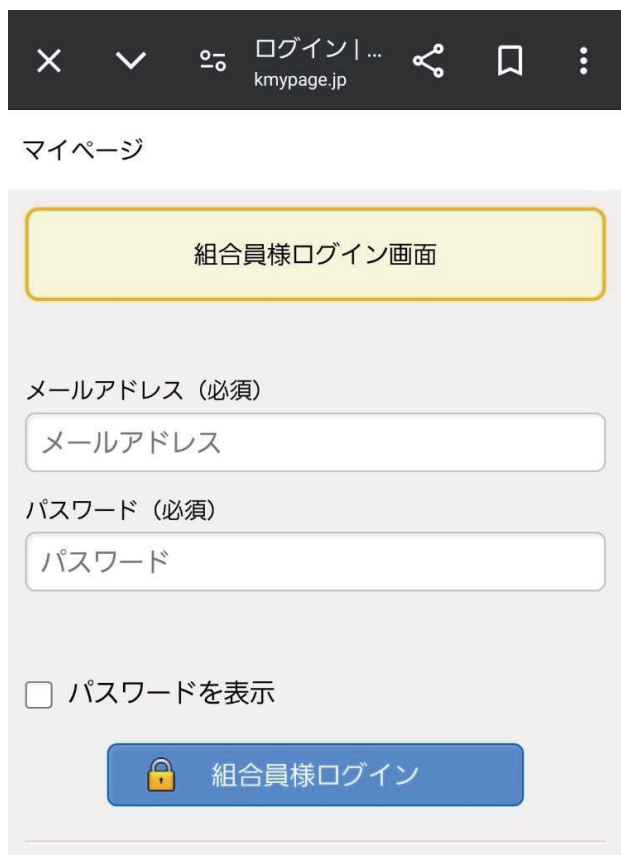 ログイン | ...
kmypage.jp
マイページ
組合員様ログイン画面
メールアドレス（必須）
メールアドレス
パスワード（必須）
パスワード
パスワードを表示
組合員様ログイン